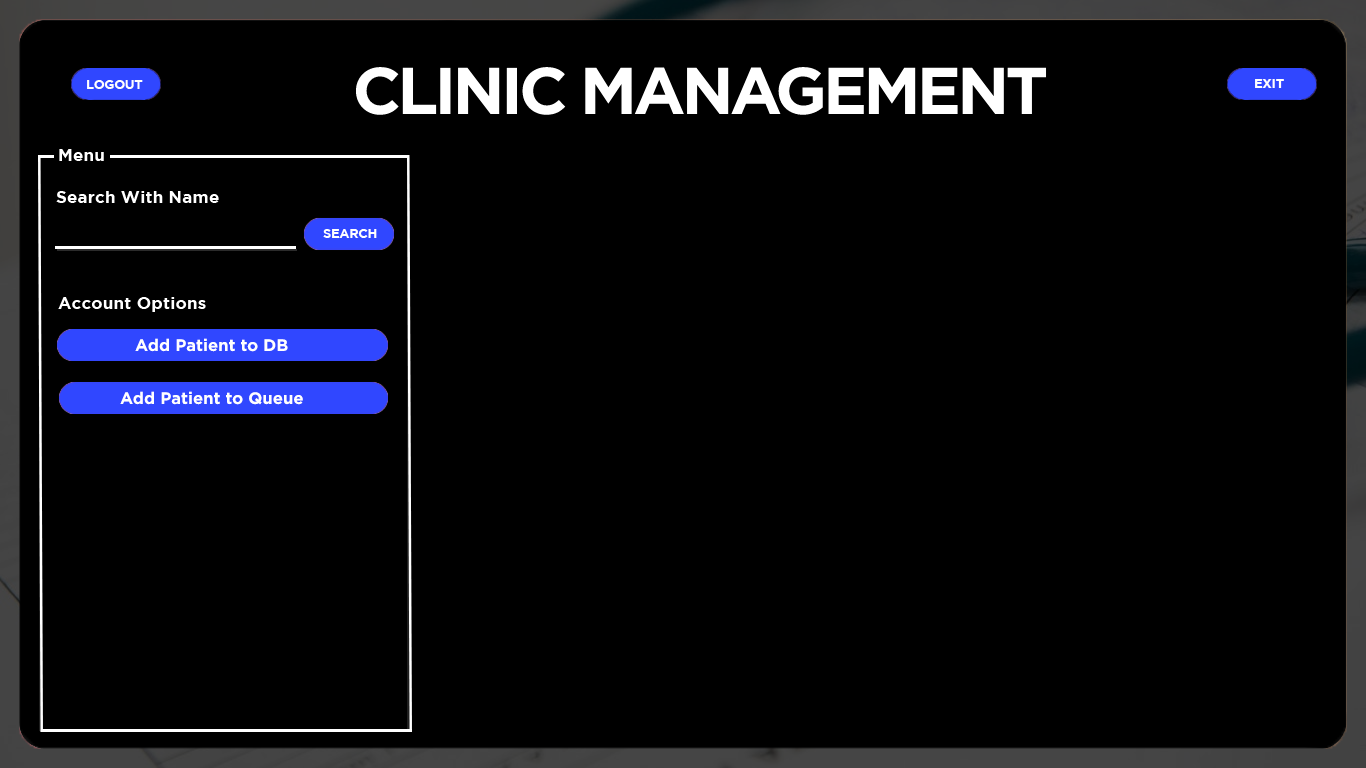 LOGOUT
CLINIC MANAGEMENT
EXIT
Menu
Search With Name
SEARCH
Account Options
Add Patient to DB
Add Patient to Queue